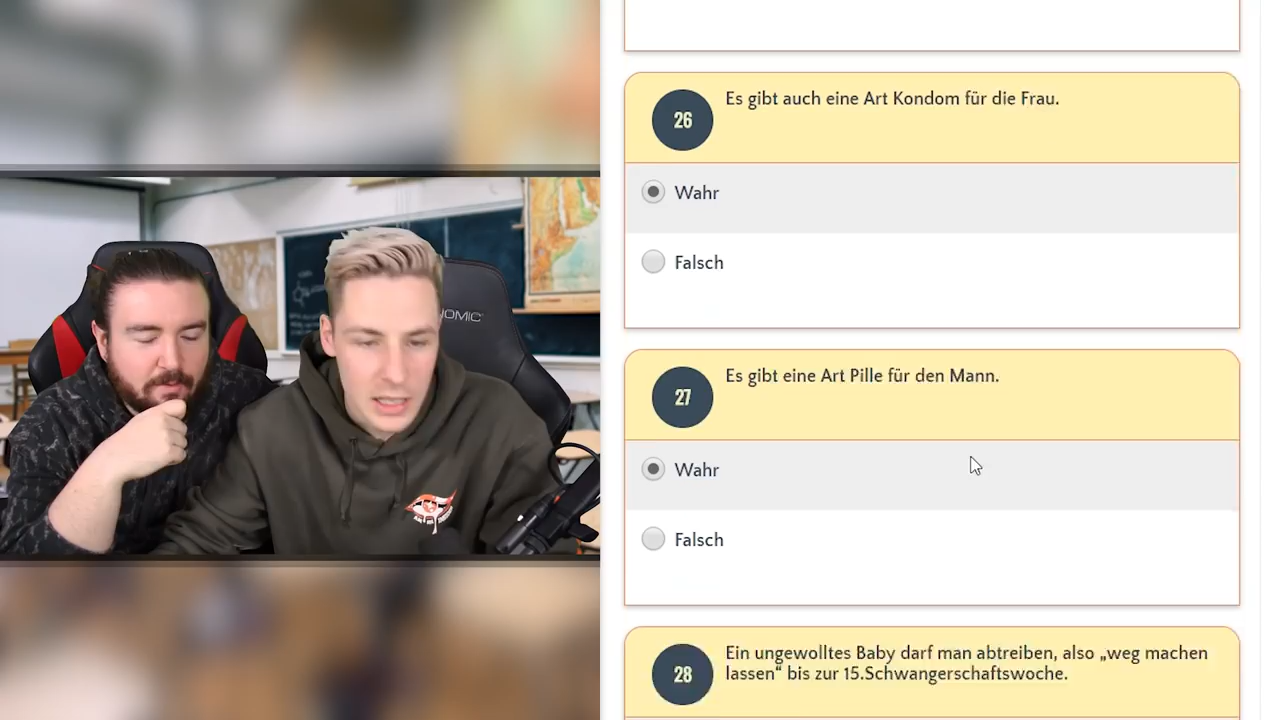 26
Es gibt auch eine Art Kondom für die Frau.
Wahr
Falsch
27
Es gibt eine Art Pille für den Mann.
Wahr
Falsch
28
Ein ungewolltes Baby darf man abtreiben, also „weg machen
lassen“ bis zur 15.Schwangerschaftswoche.
NOMIC